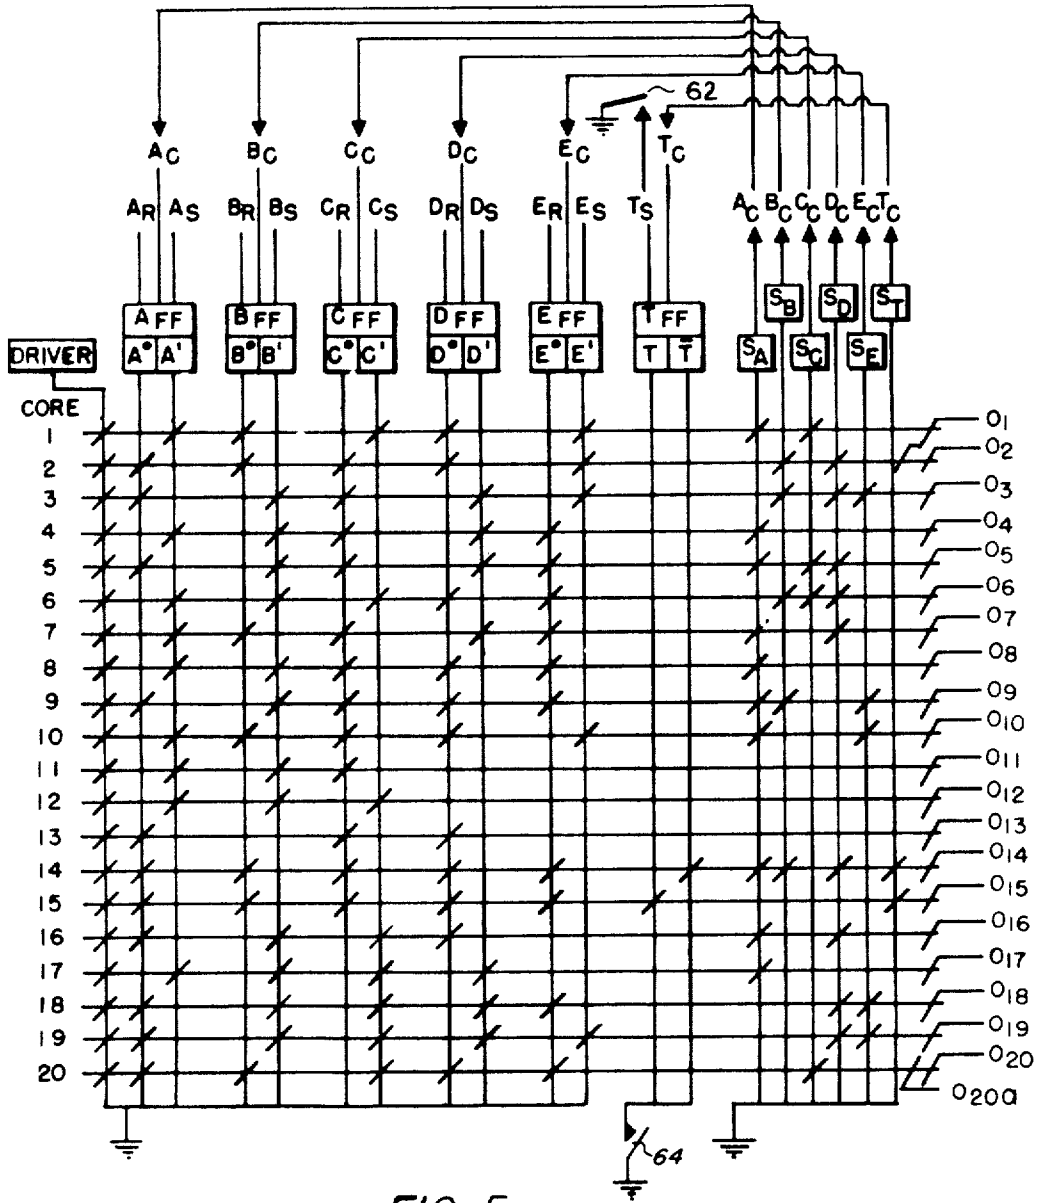 62
AC BC CC DC EC TC
AR AS BR BS CR CS DR DS ER ES TS AC BC CC DC EC TC
SB SD ST
A FF B FF C FF D FF E FF T FF
DRIVER A° A' B° B' C° C' D° D' E° E' T T̄ SA SC SE
CORE
1 O1
2 O2
3 O3
4 O4
5 O5
6 O6
7 O7
8 O8
9 O9
10 O10
11 O11
12 O12
13 O13
14 O14
15 O15
16 O16
17 O17
18 O18
19 O19
20 O20
O20a
64